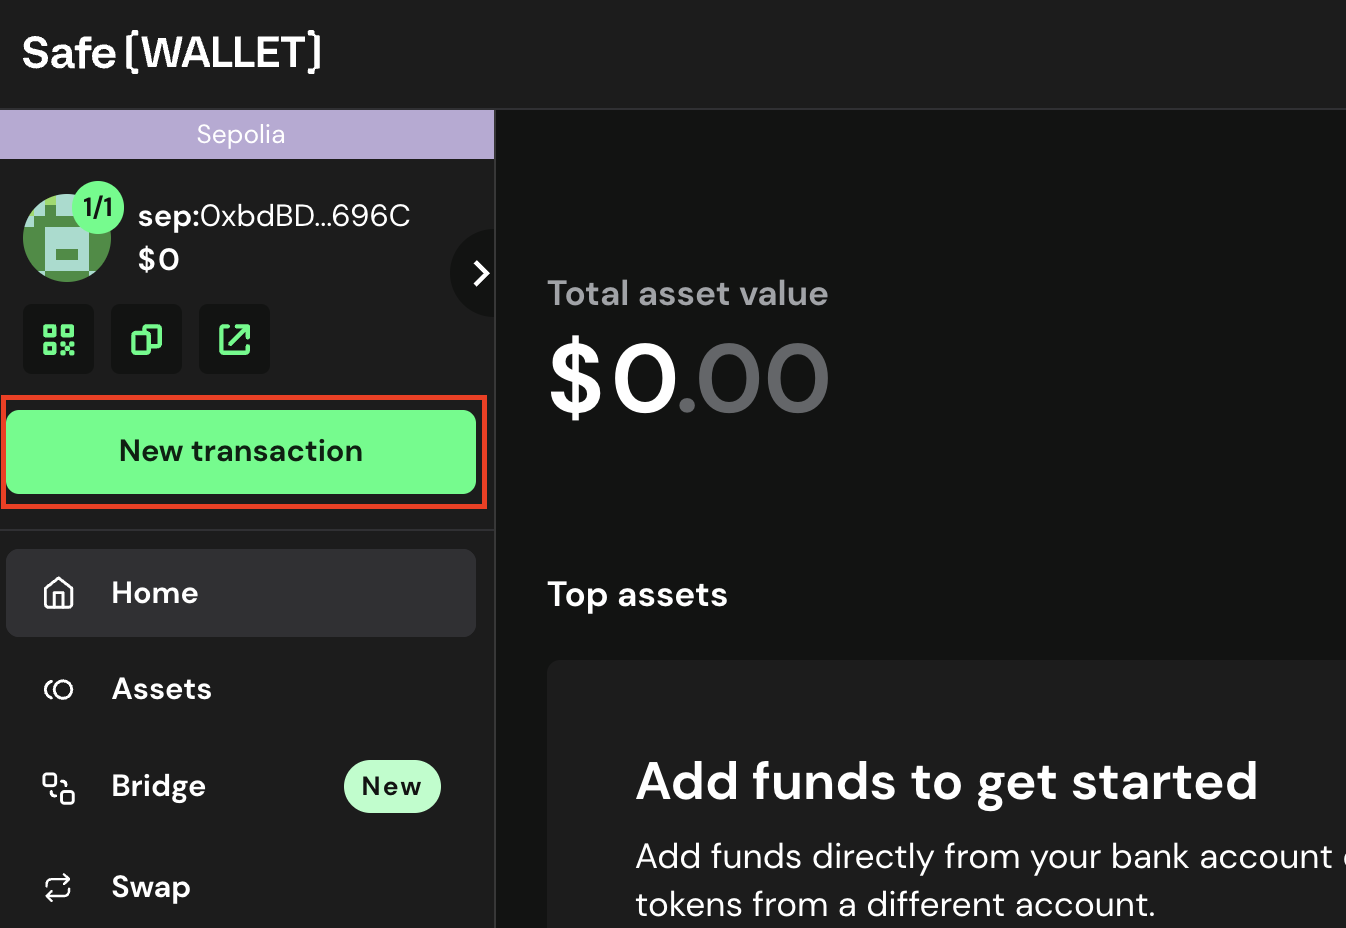 Safe{WALLET}
Sepolia
1/1
sep:0xbdBD...696C
$0
New transaction
Home
Assets
Bridge
New
Swap
Total asset value
$0.00
Top assets
Add funds to get started
Add funds directly from your bank account
tokens from a different account.